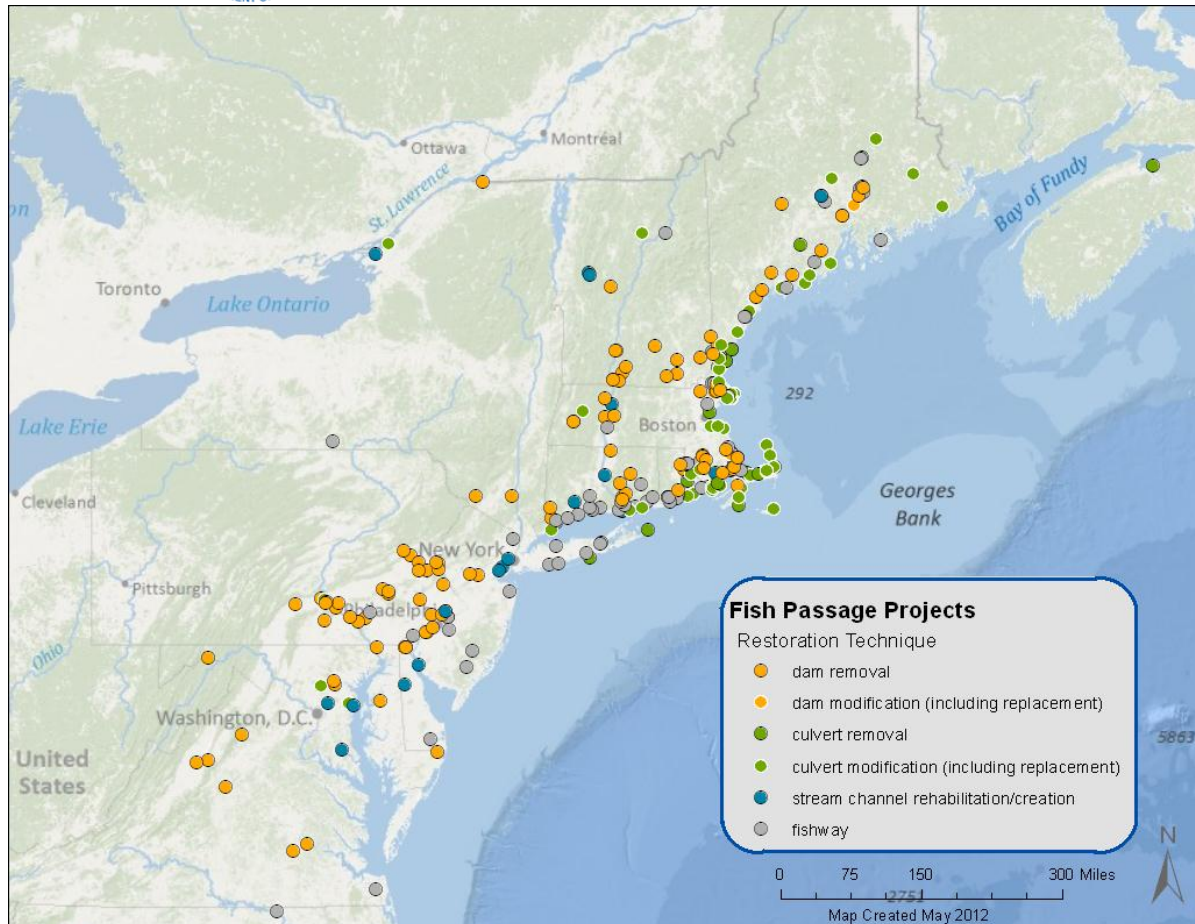 Montréal
Ottawa
St. Lawrence
Bay of Fundy
Toronto
Lake Ontario
292
Boston
Lake Erie
Georges
Bank
Cleveland
New York
Pittsburgh
Philadelphi
Ohio
Washington, D.C.
United
States
5863
Fish Passage Projects
Restoration Technique
dam removal
dam modification (including replacement)
culvert removal
culvert modification (including replacement)
stream channel rehabilitation/creation
fishway
N
0 75 150 300 Miles
2751
Map Created May 2012